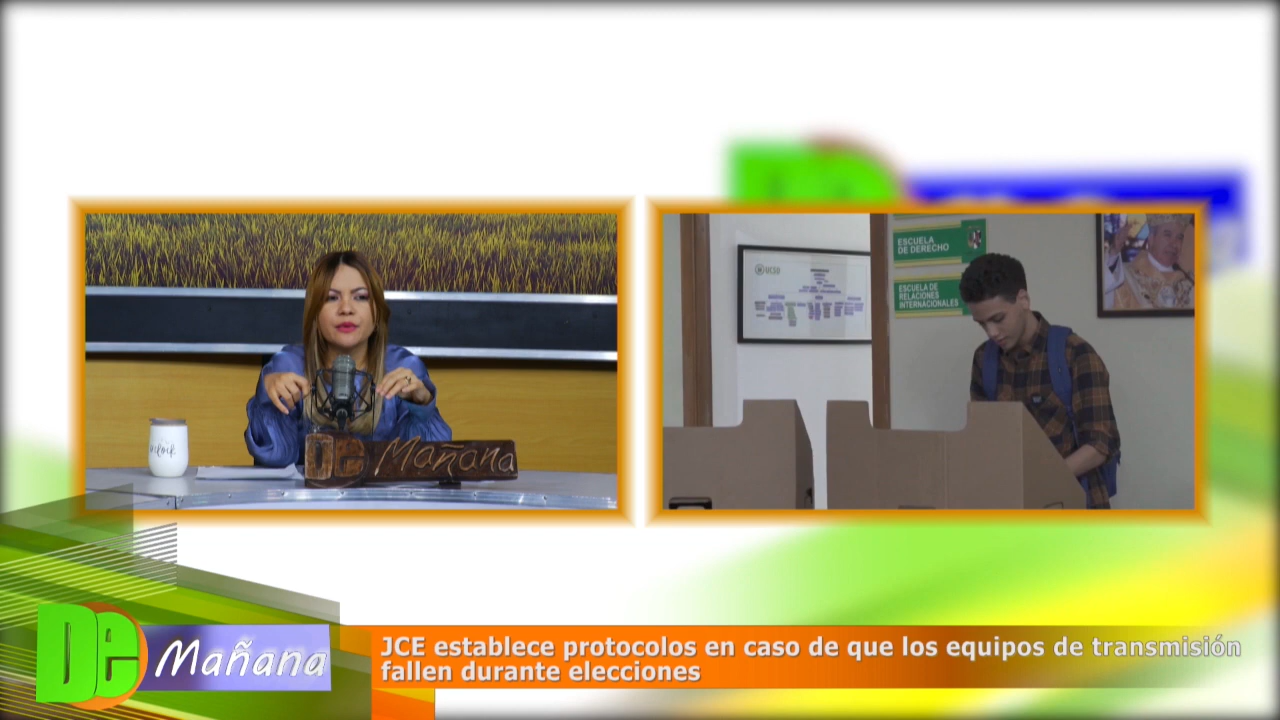 UCSD
ESCUELA
DE DERECHO
ESCUELA DE
RELACIONES
INTERNACIONALES
De Mañana
De Mañana
JCE establece protocolos en caso de que los equipos de transmisión
fallen durante elecciones